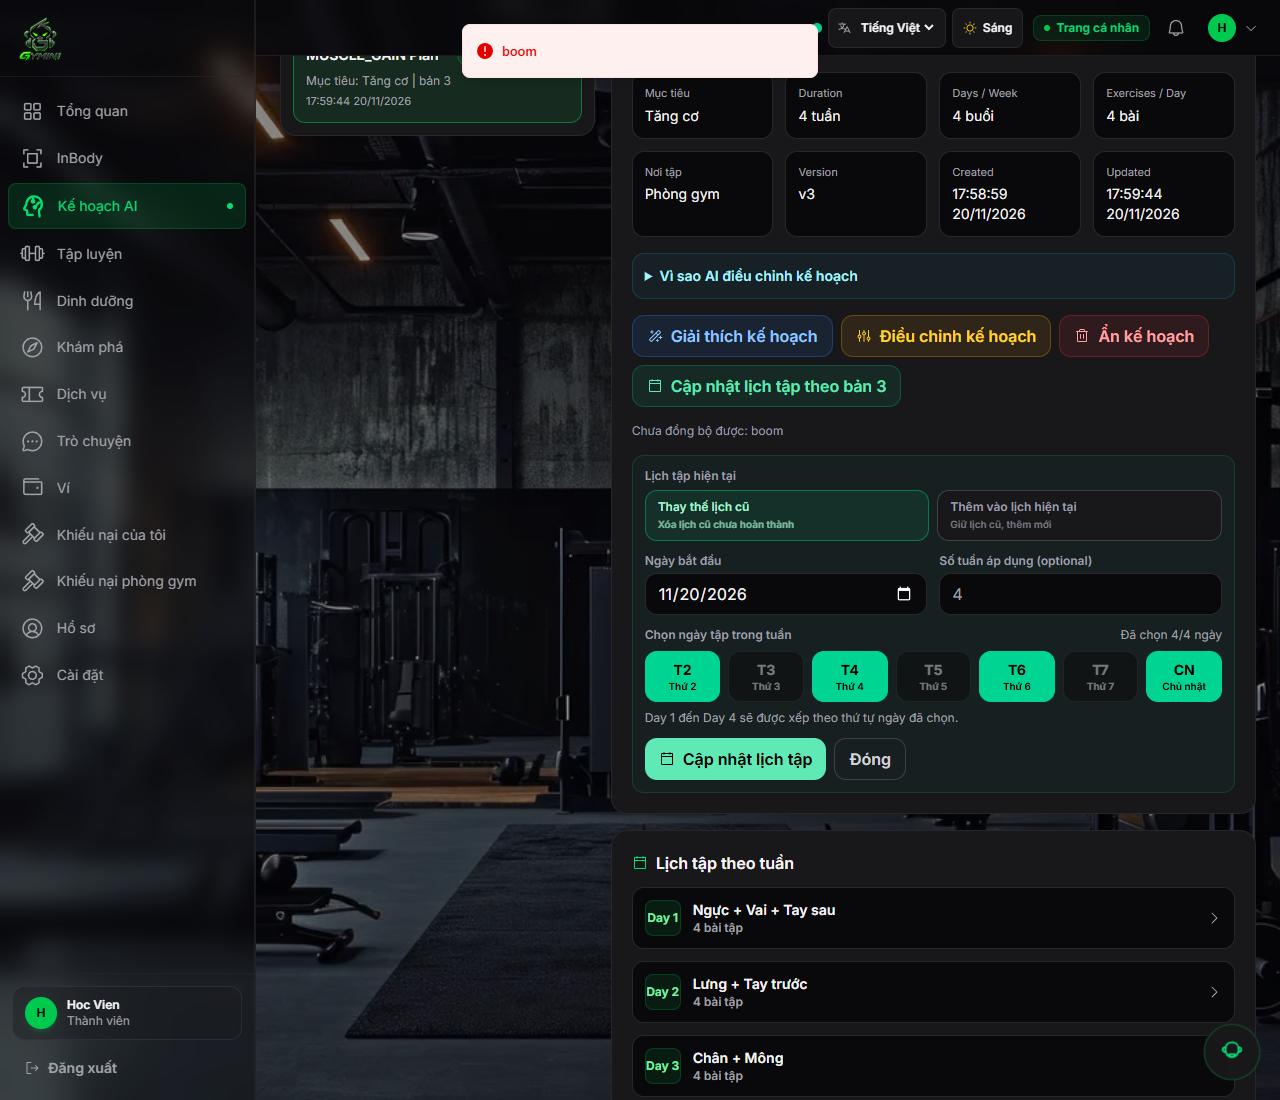 GYMINI
Tổng quan
InBody
Kế hoạch AI
Tập luyện
Dinh dưỡng
Khám phá
Dịch vụ
Trò chuyện
Ví
Khiếu nại của tôi
Khiếu nại phòng gym
Hồ sơ
Cài đặt
H
Hoc Vien
Thành viên
Đăng xuất
boom
Tiếng Việt
Sáng
Trang cá nhân
H
MUSCLE_GAIN Plan
Mục tiêu: Tăng cơ | bản 3
17:59:44 20/11/2026
Mục tiêu
Tăng cơ
Duration
4 tuần
Days / Week
4 buổi
Exercises / Day
4 bài
Nơi tập
Phòng gym
Version
v3
Created
17:58:59
20/11/2026
Updated
17:59:44
20/11/2026
Vì sao AI điều chỉnh kế hoạch
Giải thích kế hoạch
Điều chỉnh kế hoạch
Ẩn kế hoạch
Cập nhật lịch tập theo bản 3
Chưa đồng bộ được: boom
Lịch tập hiện tại
Thay thế lịch cũ
Xóa lịch cũ chưa hoàn thành
Thêm vào lịch hiện tại
Giữ lịch cũ, thêm mới
Ngày bắt đầu
11/20/2026
Số tuần áp dụng (optional)
4
Chọn ngày tập trong tuần
Đã chọn 4/4 ngày
T2
Thứ 2
T3
Thứ 3
T4
Thứ 4
T5
Thứ 5
T6
Thứ 6
T7
Thứ 7
CN
Chủ nhật
Day 1 đến Day 4 sẽ được xếp theo thứ tự ngày đã chọn.
Cập nhật lịch tập
Đóng
Lịch tập theo tuần
Day 1
Ngực + Vai + Tay sau
4 bài tập
Day 2
Lưng + Tay trước
4 bài tập
Day 3
Chân + Mông
4 bài tập